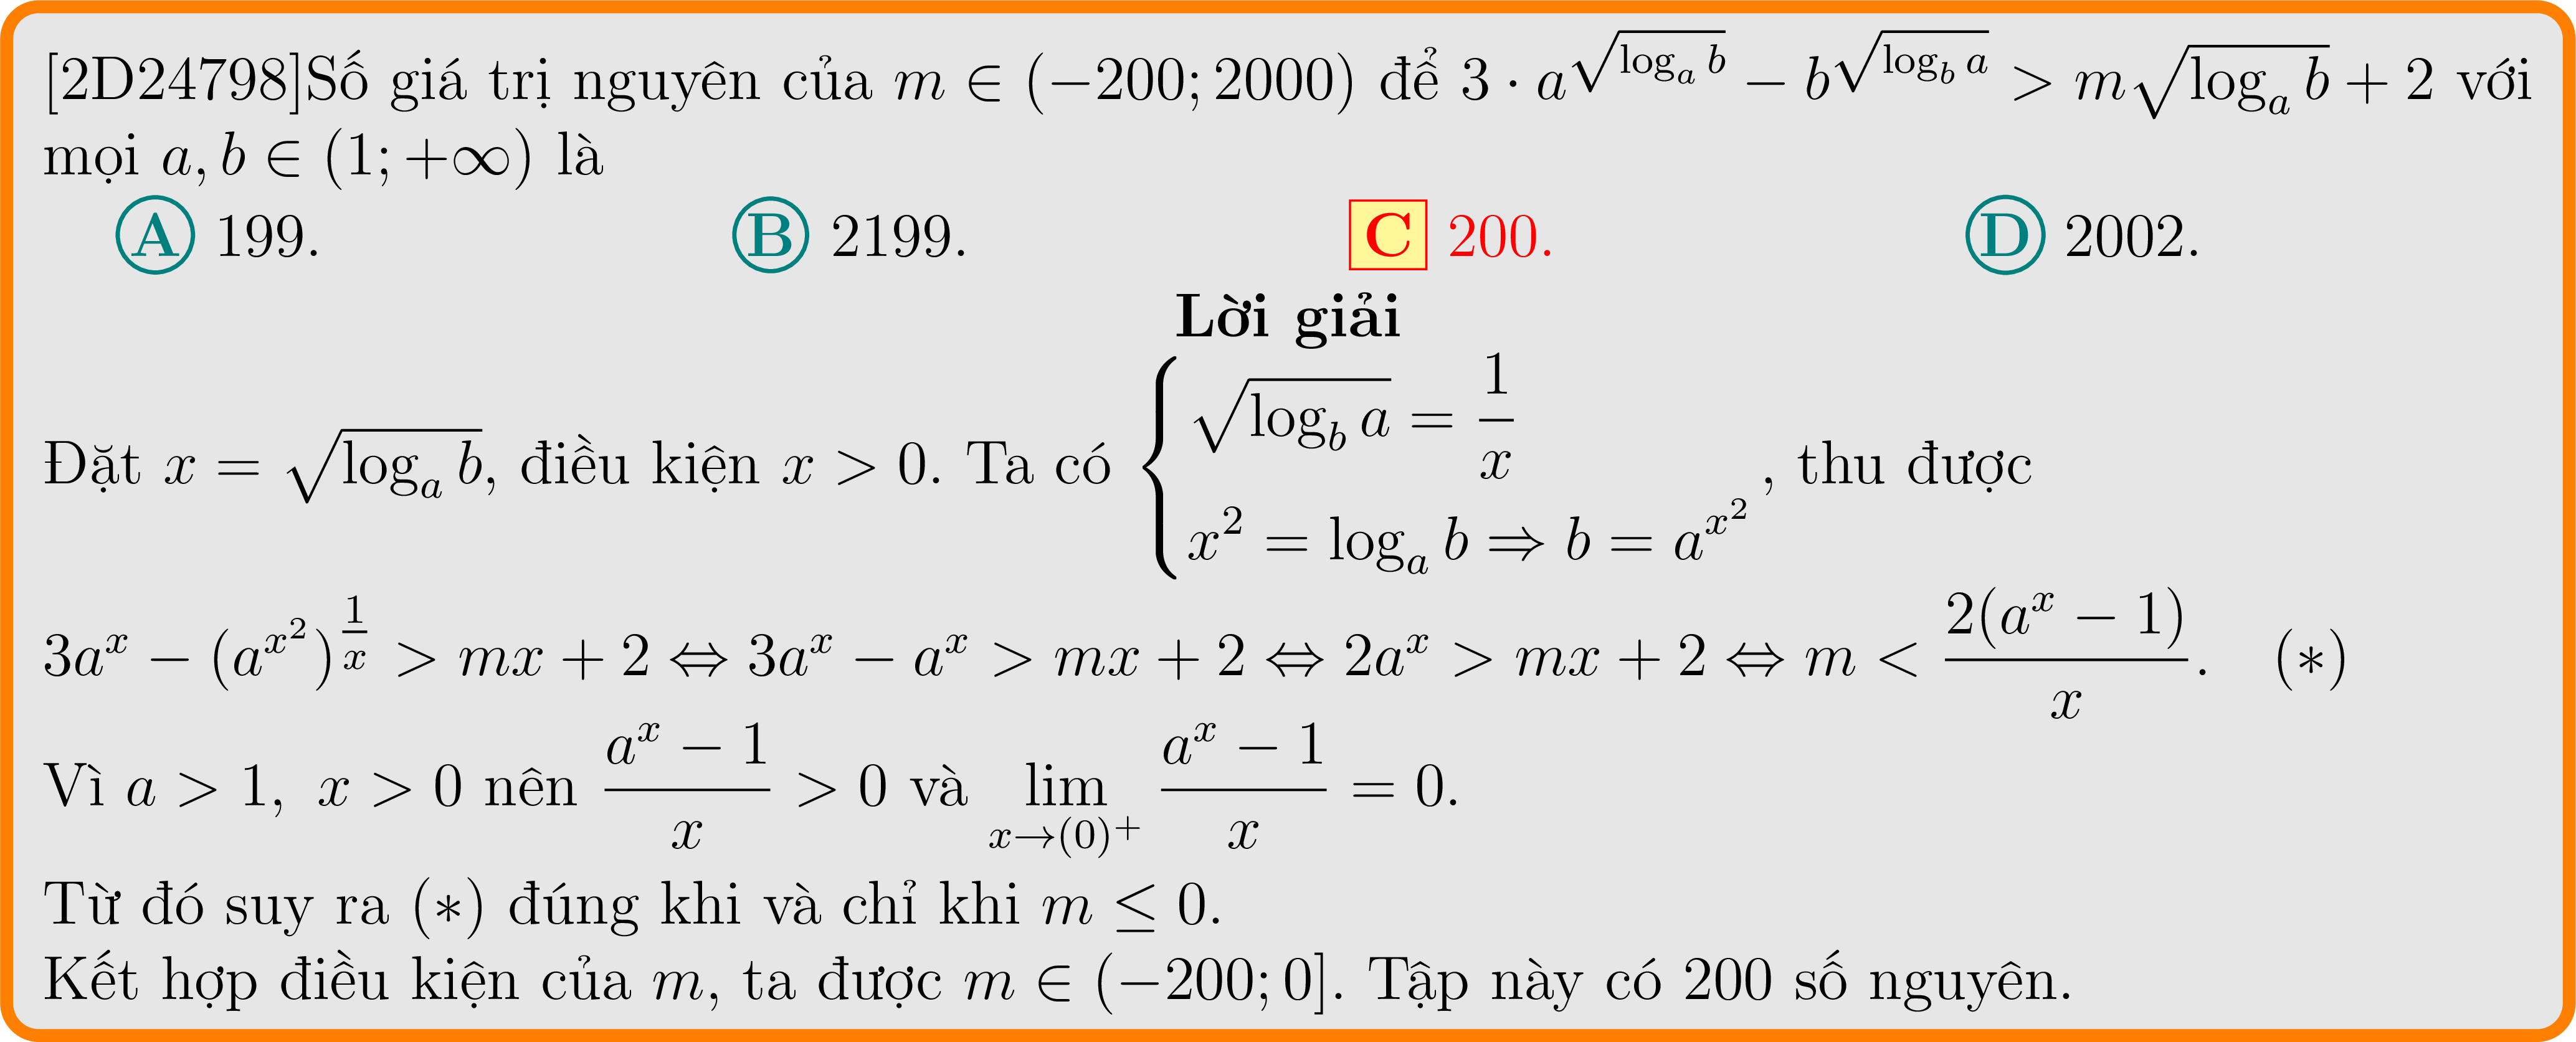 [2D24798]Số giá trị nguyên của $m \in (-200; 2000)$ để $3 \cdot a^{\sqrt{\log_a b}} - b^{\sqrt{\log_b a}} > m\sqrt{\log_a b} + 2$ với
mọi $a, b \in (1; +\infty)$ là
A 199. B 2199. C 200. D 2002.
Lời giải
Đặt $x = \sqrt{\log_a b}$, điều kiện $x > 0$. Ta có $\begin{cases} \sqrt{\log_b a} = \dfrac{1}{x} \\ x^2 = \log_a b \Rightarrow b = a^{x^2} \end{cases}$, thu được
$3a^x - (a^{x^2})^{\frac{1}{x}} > mx + 2 \Leftrightarrow 3a^x - a^x > mx + 2 \Leftrightarrow 2a^x > mx + 2 \Leftrightarrow m < \dfrac{2(a^x - 1)}{x}. \quad (*)$
Vì $a > 1, \ x > 0$ nên $\dfrac{a^x - 1}{x} > 0$ và $\lim\limits_{x \to (0)^+} \dfrac{a^x - 1}{x} = 0$.
Từ đó suy ra $(*)$ đúng khi và chỉ khi $m \leq 0$.
Kết hợp điều kiện của $m$, ta được $m \in (-200; 0]$. Tập này có 200 số nguyên.